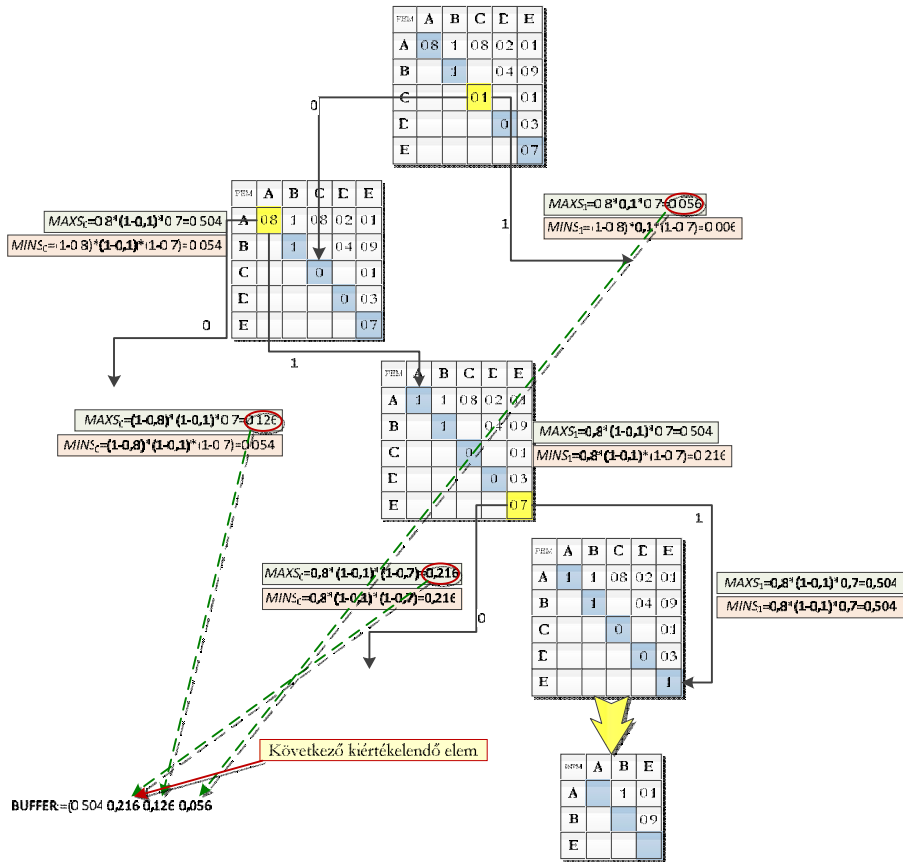 PEM A B C D E
A 08 1 08 02 01
B 1 04 09
C 01 01
D 0 03
E 07
0
1
PEM A B C D E
A 08 1 08 02 01
B 1 04 09
C 0 01
D 0 03
E 07
MAXS₀=0 8*(1-0,1)*0 7=0 504
MINS₀=(1-0 8)*(1-0,1)*(1-0 7)=0 054
MAXS₁=0 8*0,1*0 7=0 056
MINS₁=(1-0 8)*0,1*(1-0 7)=0 006
0
1
PEM A B C D E
A 1 1 08 02 01
B 1 04 09
C 0 01
D 0 03
E 07
MAXS₀=(1-0,8)*(1-0,1)*0 7=0 126
MINS₀=(1-0,8)*(1-0,1)*(1-0 7)=0 054
MAXS₁=0,8*(1-0,1)*0 7=0 504
MINS₁=0,8*(1-0,1)*(1-0 7)=0 216
1
0
MAXS₀=0,8*(1-0,1)*(1-0,7)=0,216
MINS₀=0,8*(1-0,1)*(1-0,7)=0,216
PEM A B C D E
A 1 1 08 02 01
B 1 04 09
C 0 01
D 0 03
E 1
MAXS₁=0,8*(1-0,1)*0,7=0,504
MINS₁=0,8*(1-0,1)*0,7=0,504
Következő kiértékelendő elem
BUFFER:={0 504 0,216 0,126 0,056
A B E
A 1 01
B 09
E